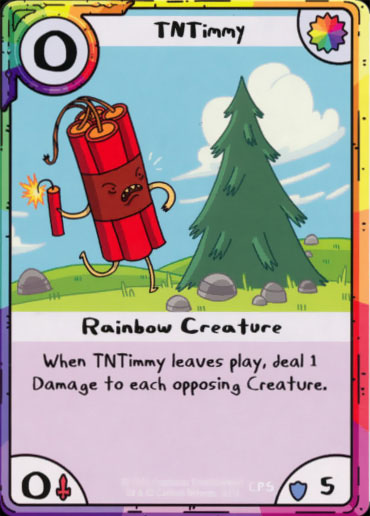 0
TNTimmy
Rainbow Creature
When TNTimmy leaves play, deal 1
Damage to each opposing Creature.
CP5
0
5